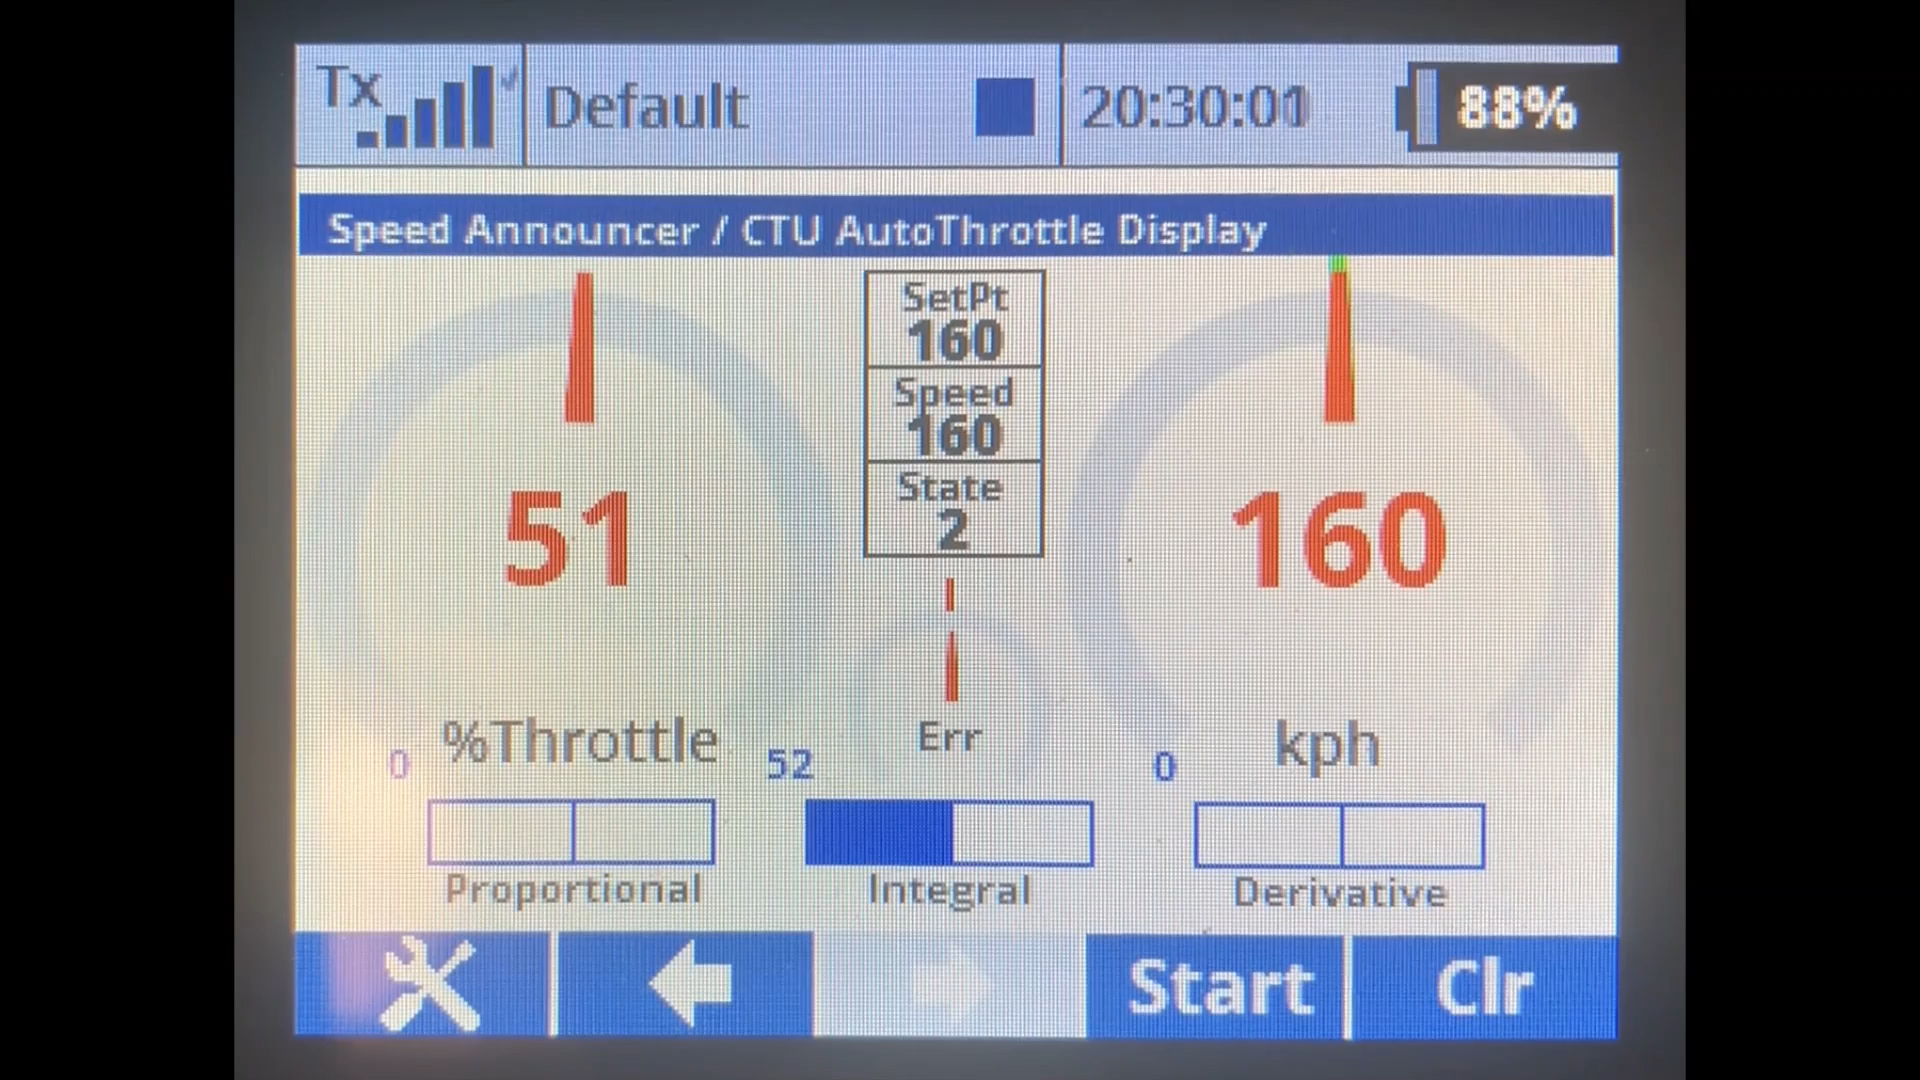 Tx Default 20:30:01 88%
Speed Announcer / CTU AutoThrottle Display
SetPt
160
Speed
160
State
2
51
160
%Throttle
Err
kph
0
52
0
Proportional
Integral
Derivative
Start
Clr